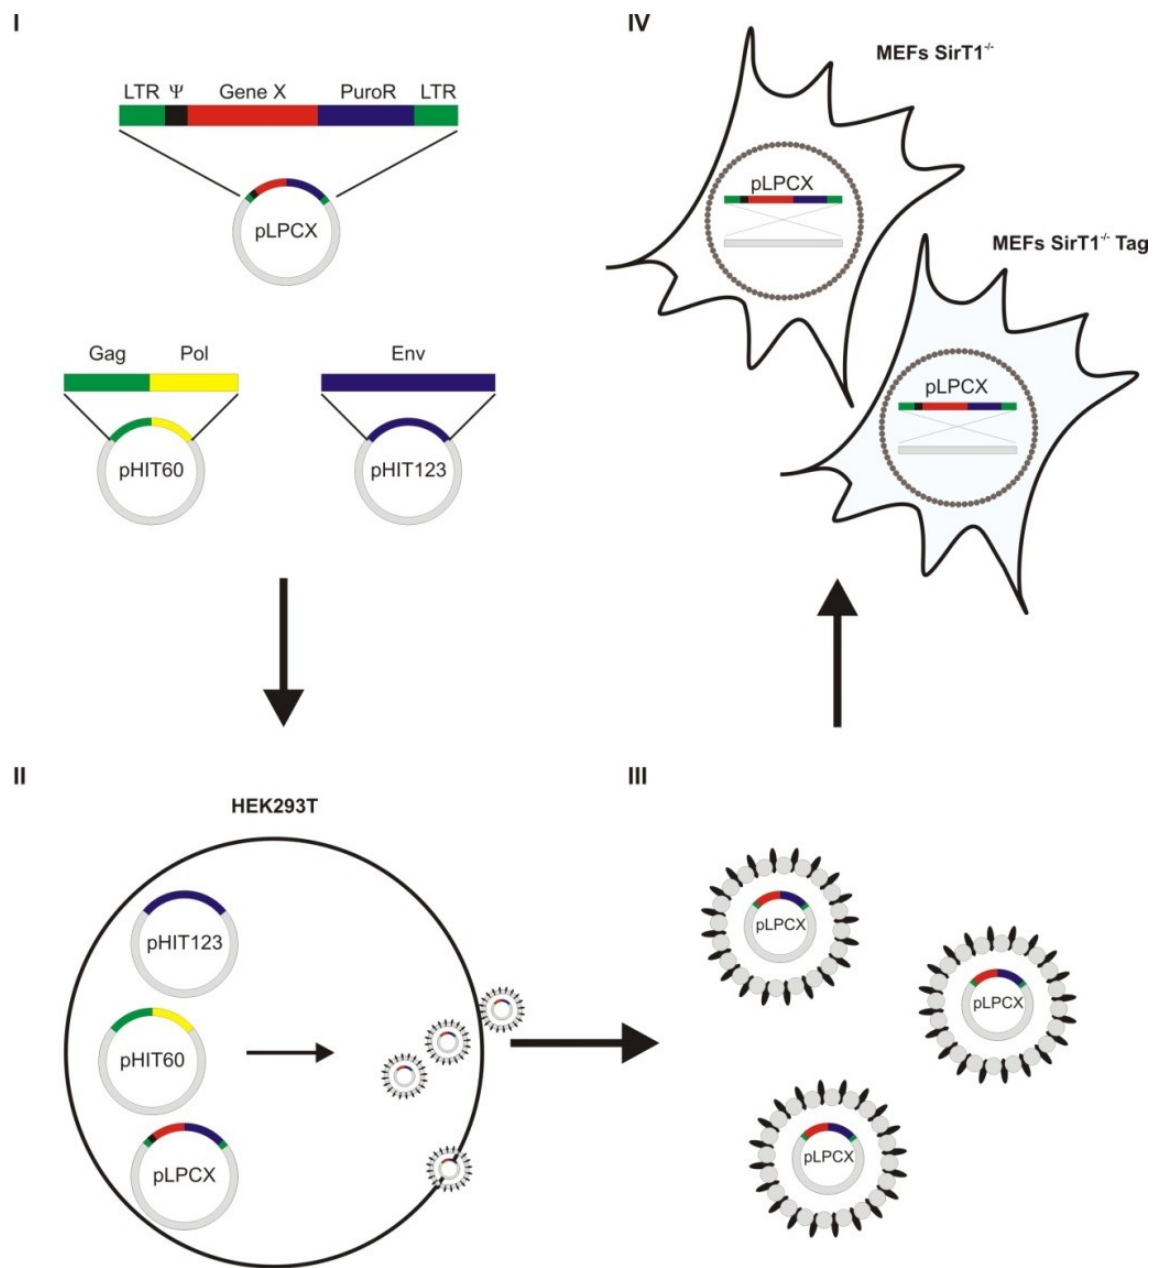 I
LTR Ψ Gene X PuroR LTR
pLPCX
Gag Pol Env
pHIT60 pHIT123
II
HEK293T
pHIT123
pHIT60
pLPCX
III
pLPCX
pLPCX
pLPCX
IV
MEFs SirT1-/-
pLPCX
MEFs SirT1-/- Tag
pLPCX